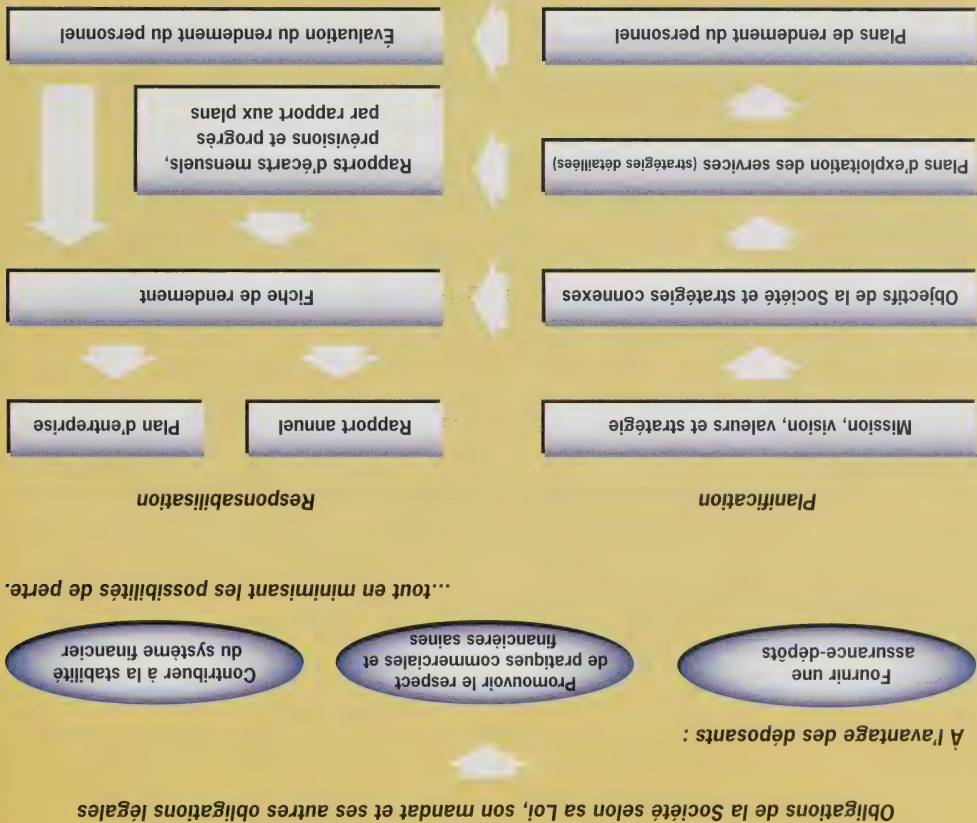 Obligations de la Société selon sa Loi, son mandat et ses autres obligations légales
À l'avantage des déposants :
Fournir une
assurance-dépôts
Promouvoir le respect
de pratiques commerciales et
financières saines
Contribuer à la stabilité
du système financier
...tout en minimisant les possibilités de perte.
Planification
Mission, vision, valeurs et stratégie
Objectifs de la Société et stratégies connexes
Plans d'exploitation des services (stratégies détaillées)
Plans de rendement du personnel
Responsabilisation
Rapport annuel
Plan d'entreprise
Fiche de rendement
Rapports d'écarts mensuels,
prévisions et progrès
par rapport aux plans
Évaluation du rendement du personnel